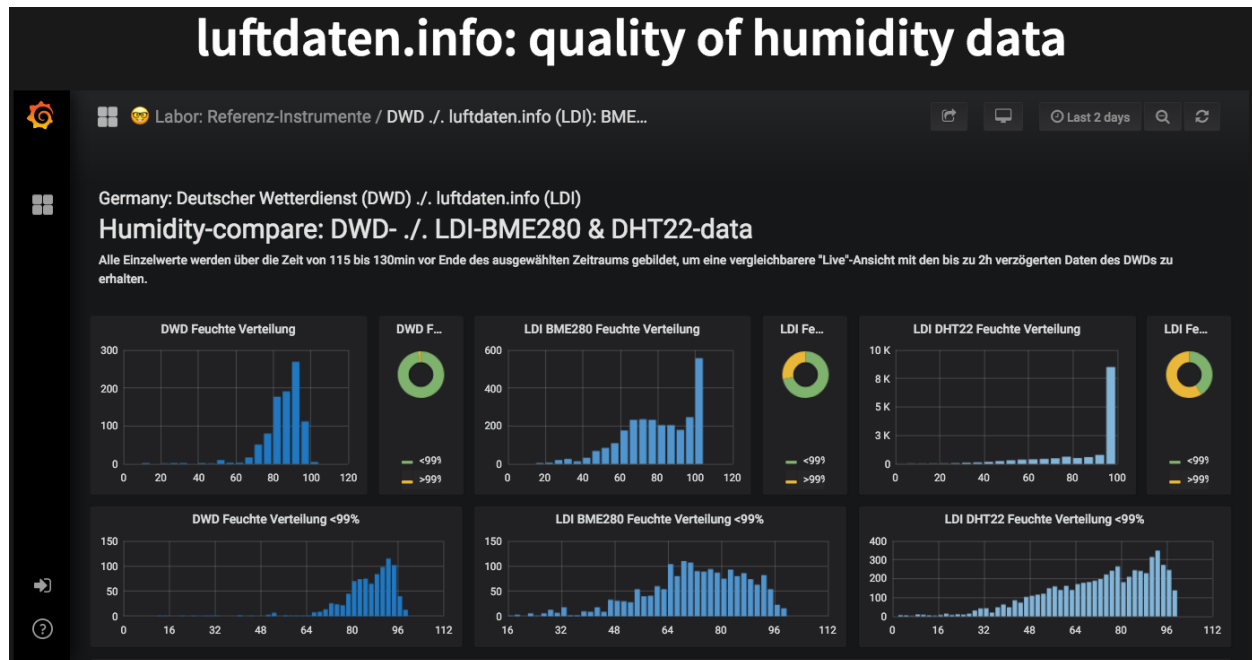 luftdaten.info: quality of humidity data
Labor: Referenz-Instrumente / DWD ./. luftdaten.info (LDI): BME...
Last 2 days
Germany: Deutscher Wetterdienst (DWD) ./. luftdaten.info (LDI)
Humidity-compare: DWD- ./. LDI-BME280 & DHT22-data
Alle Einzelwerte werden über die Zeit von 115 bis 130min vor Ende des ausgewählten Zeitraums gebildet, um eine vergleichbarere "Live"-Ansicht mit den bis zu 2h verzögerten Daten des DWDs zu
erhalten.
DWD Feuchte Verteilung
300
200
100
0
0 20 40 60 80 100 120
DWD F...
<99%
>99%
LDI BME280 Feuchte Verteilung
600
400
200
0
0 20 40 60 80 100 120
LDI Fe...
<99%
>99%
LDI DHT22 Feuchte Verteilung
10 K
8 K
5 K
3 K
0
0 20 40 60 80 100
LDI Fe...
<99%
>99%
DWD Feuchte Verteilung <99%
150
100
50
0
0 16 32 48 64 80 96 112
LDI BME280 Feuchte Verteilung <99%
150
100
50
0
16 32 48 64 80 96 112
LDI DHT22 Feuchte Verteilung <99%
400
300
200
100
0
0 16 32 48 64 80 96 112